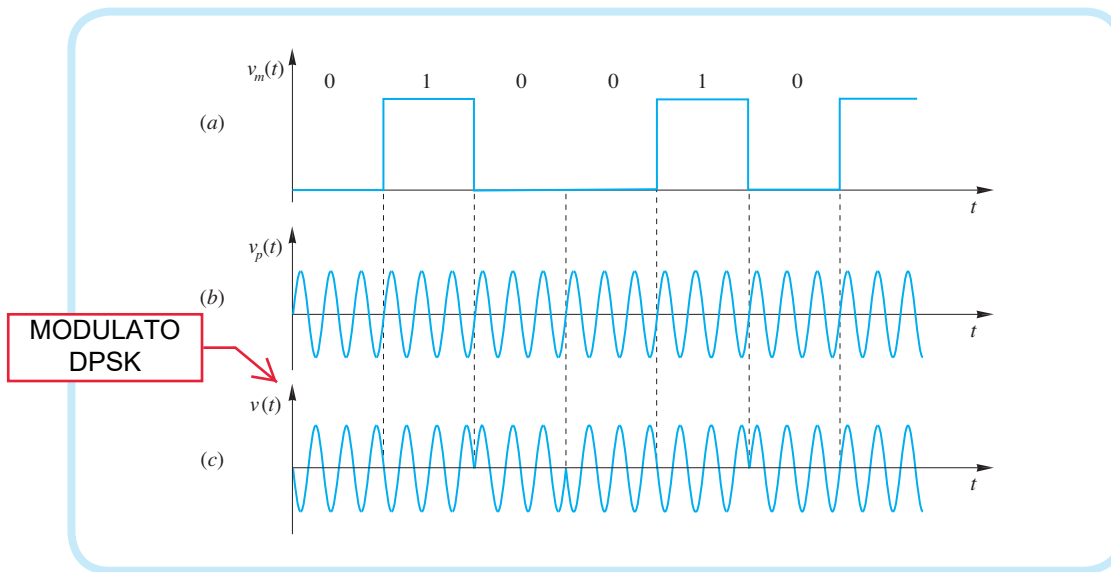 v_m(t)
0 1 0 0 1 0
(a)
t
v_p(t)
(b)
t
MODULATO
DPSK
v(t)
(c)
t